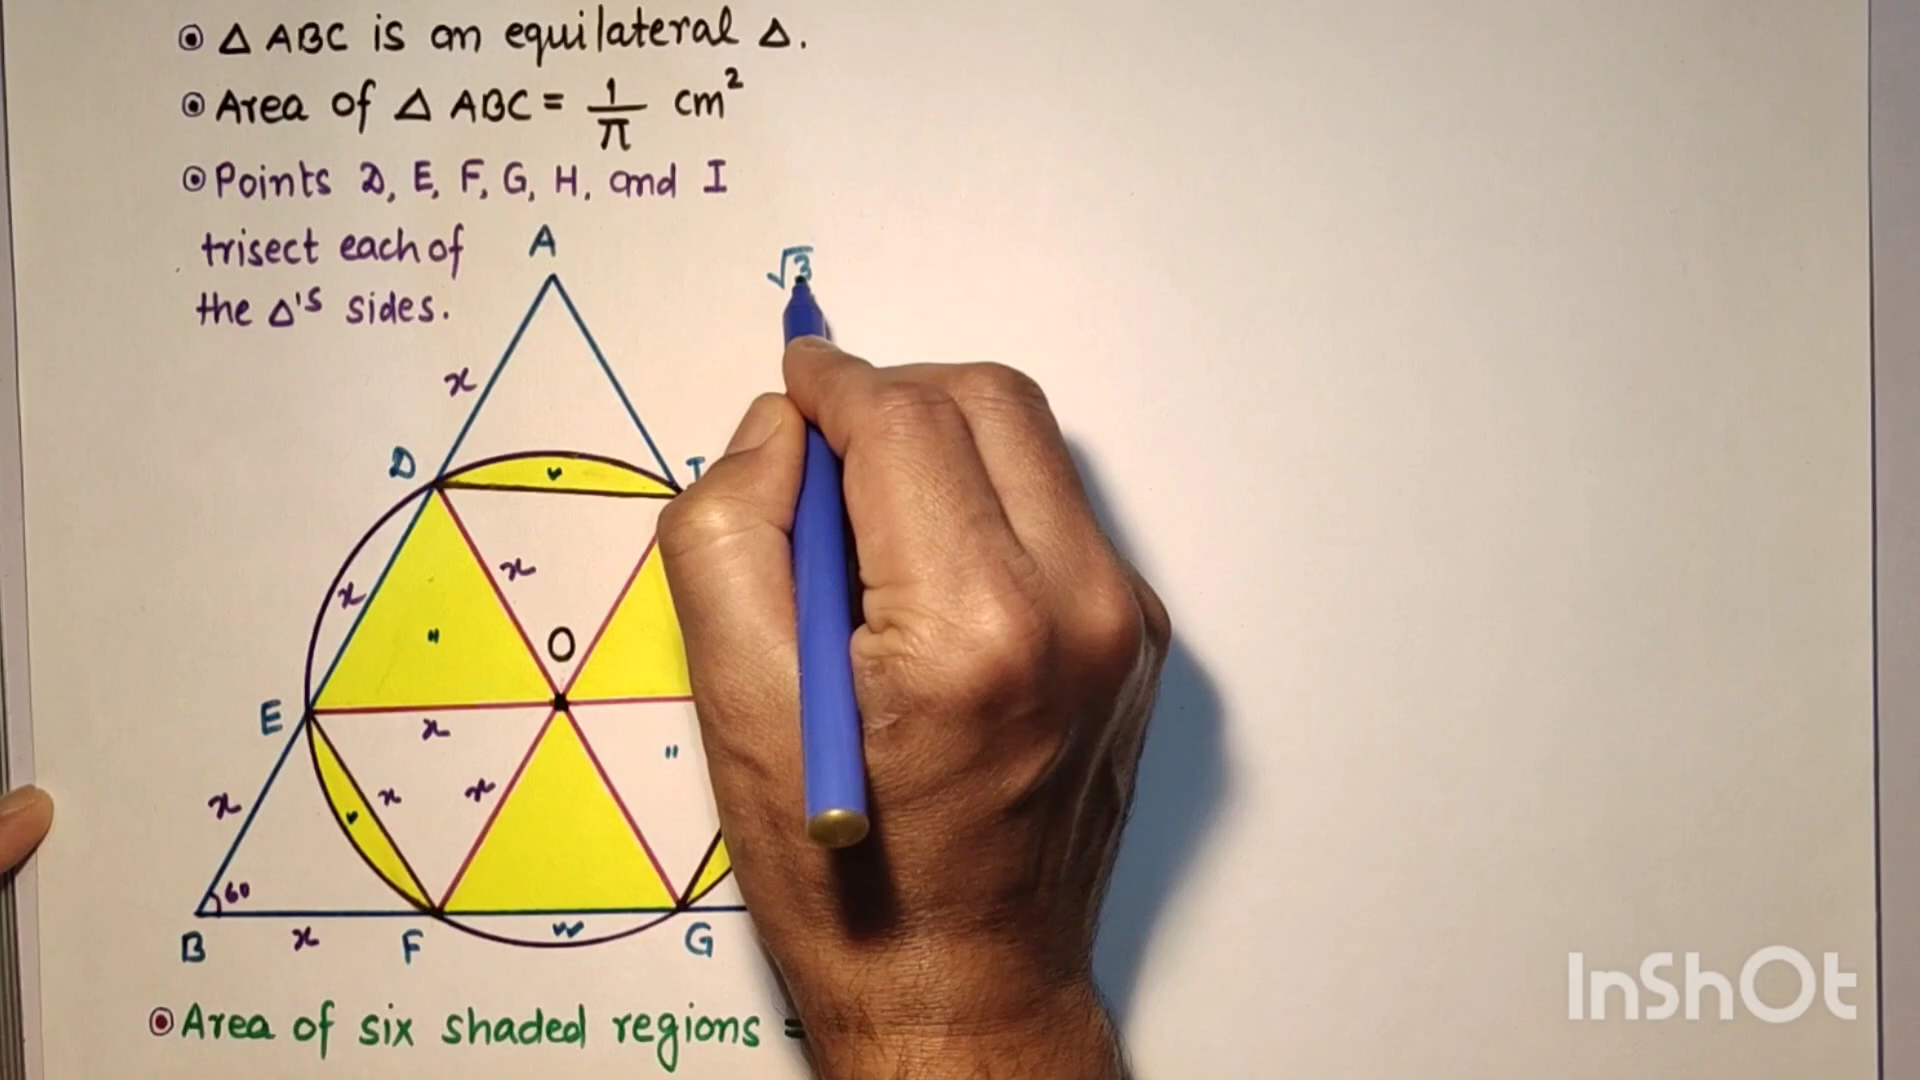 ⊙ △ ABC is an equilateral △.
⊙ Area of △ ABC = 1/π cm²
⊙ Points D, E, F, G, H, and I
trisect each of
the △'s sides.
A
√3
x
D
I
x
x
O
"
E
x
"
x
x
x
60
B
x
F
G
⊙ Area of six shaded regions =
InShOt